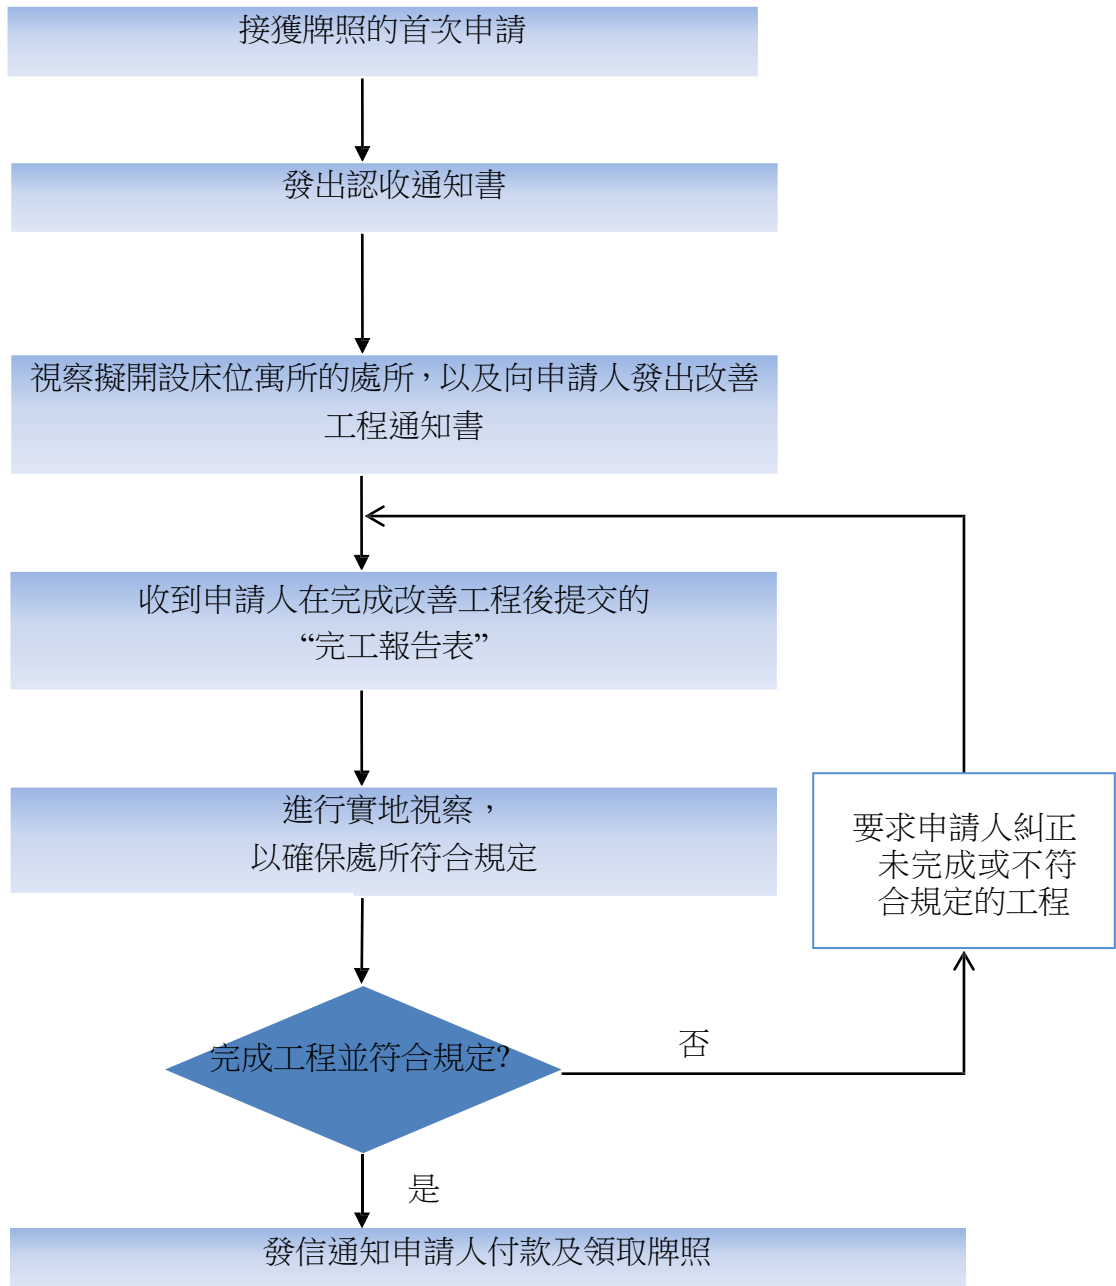 接獲牌照的首次申請
發出認收通知書
視察擬開設床位寓所的處所，以及向申請人發出改善
工程通知書
收到申請人在完成改善工程後提交的
“完工報告表”
進行實地視察，
以確保處所符合規定
要求申請人糾正
未完成或不符
合規定的工程
完成工程並符合規定?
否
是
發信通知申請人付款及領取牌照